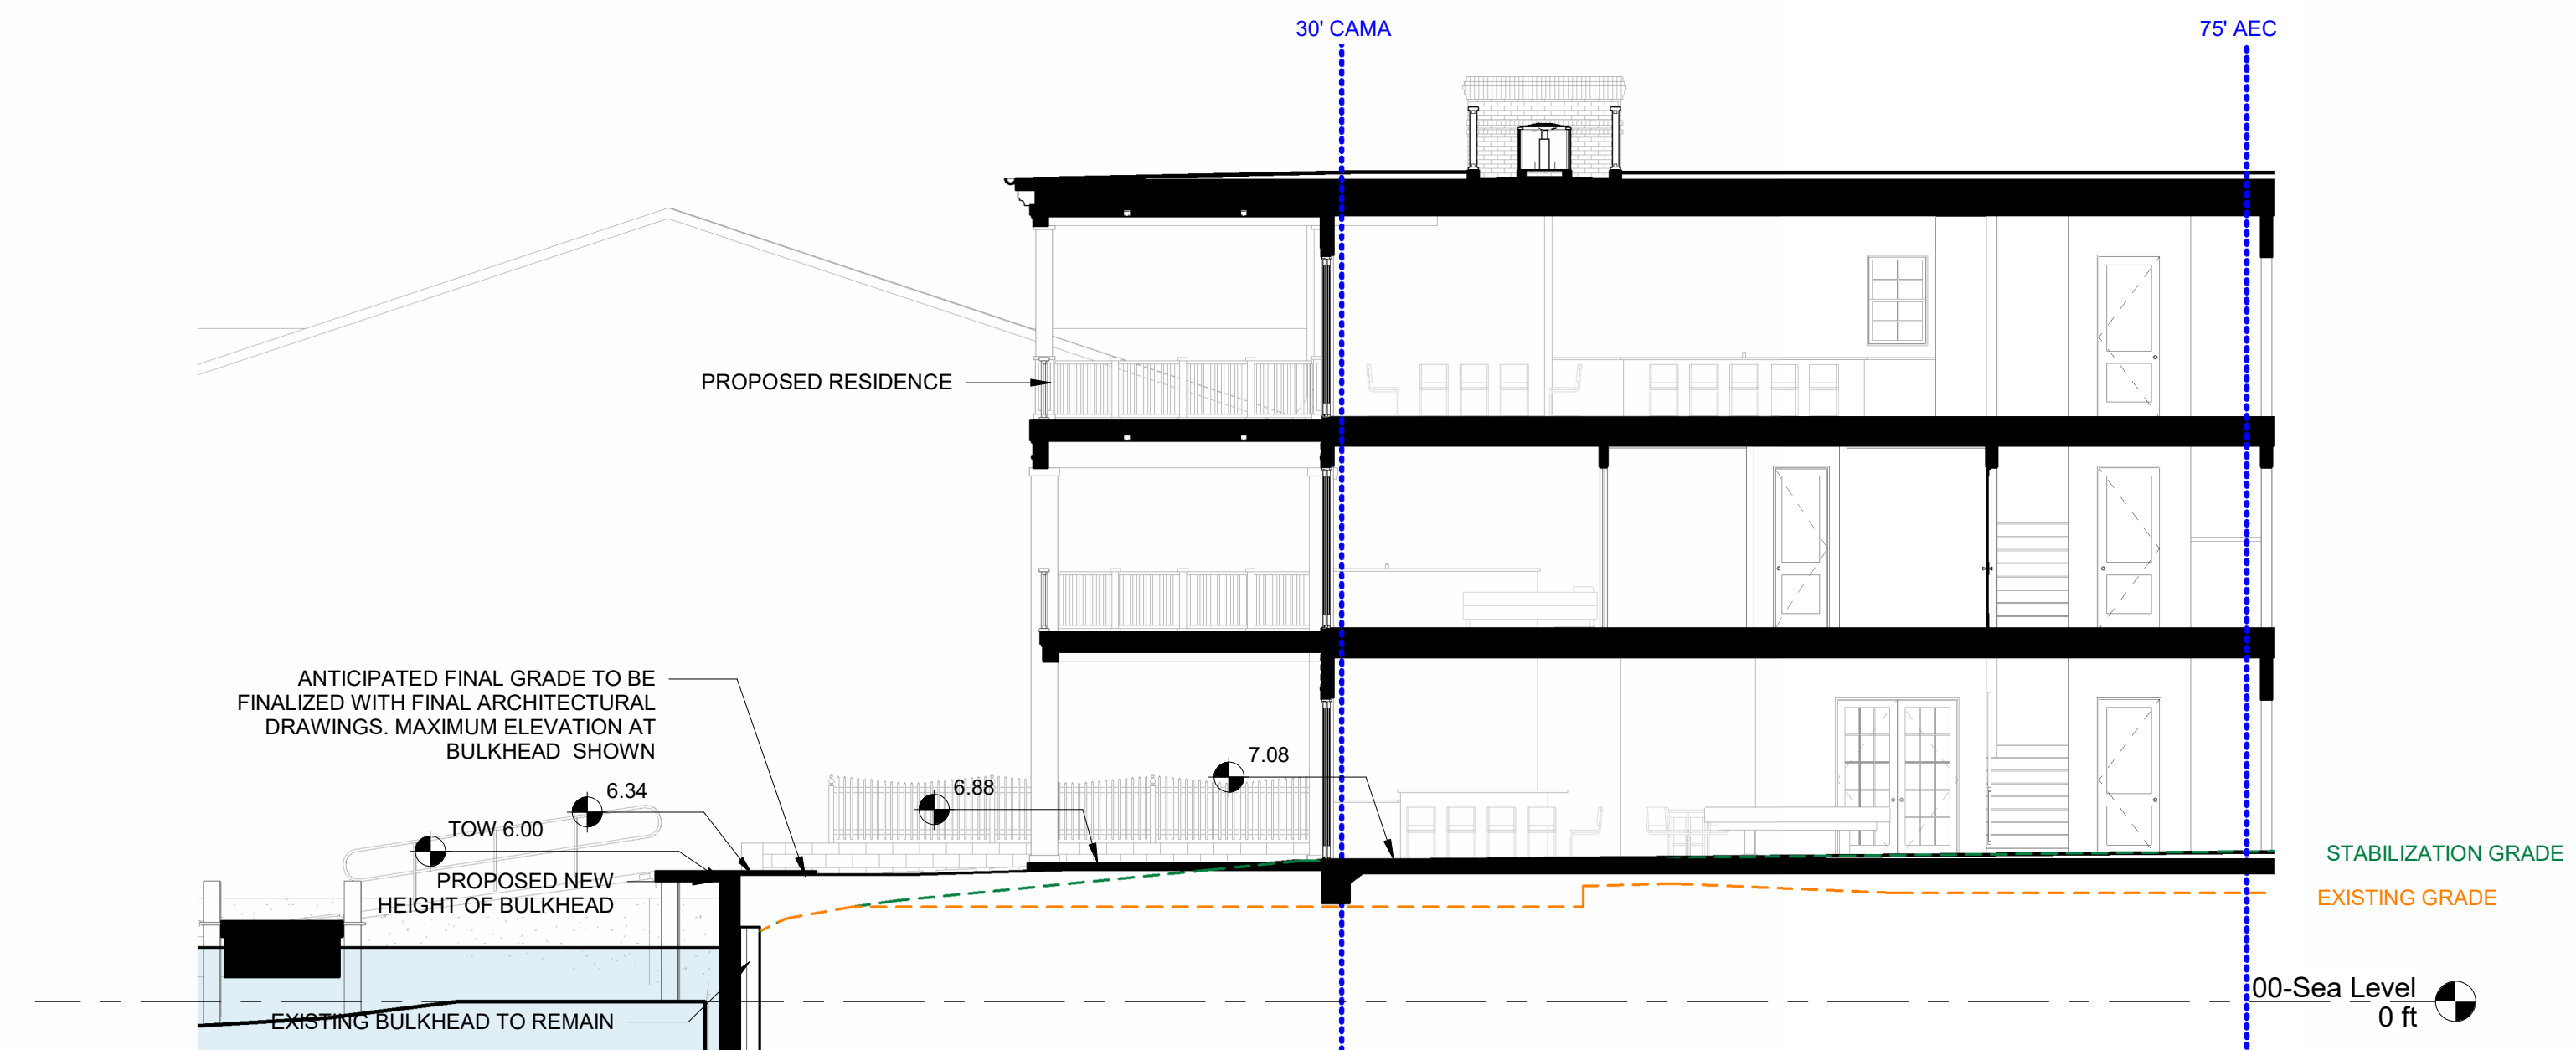 30' CAMA
75' AEC
PROPOSED RESIDENCE
ANTICIPATED FINAL GRADE TO BE
FINALIZED WITH FINAL ARCHITECTURAL
DRAWINGS. MAXIMUM ELEVATION AT
BULKHEAD SHOWN
7.08
6.88
6.34
TOW 6.00
PROPOSED NEW
HEIGHT OF BULKHEAD
STABILIZATION GRADE
EXISTING GRADE
00-Sea Level
0 ft
EXISTING BULKHEAD TO REMAIN